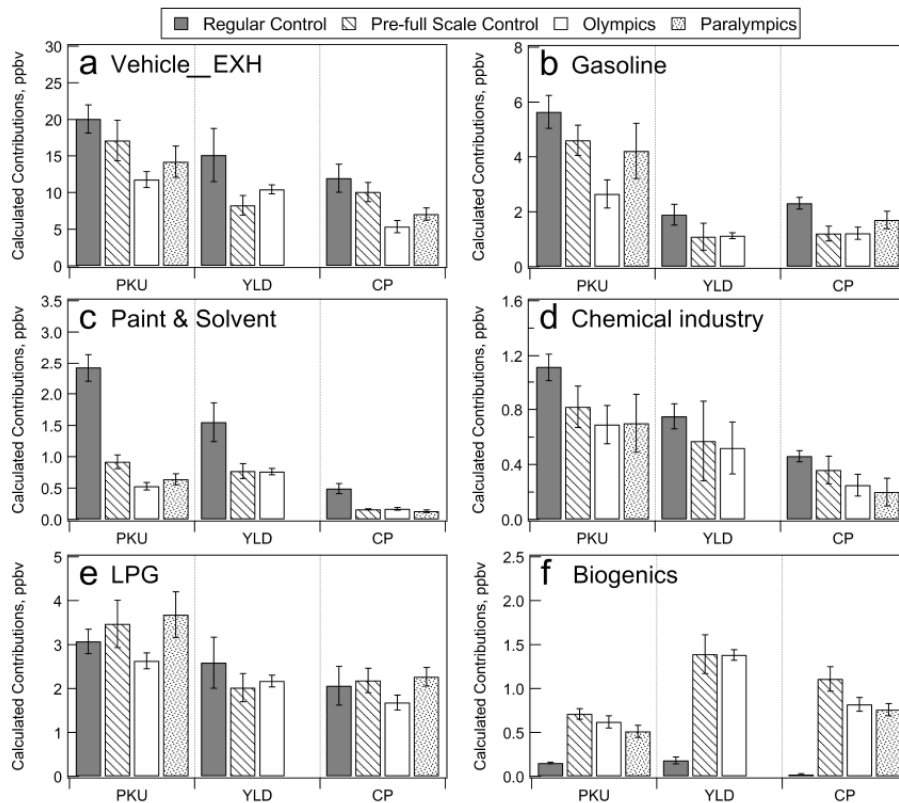 Regular Control Pre-full Scale Control Olympics Paralympics
a Vehicle__EXH
Calculated Contributions, ppbv
30
25
20
15
10
5
0
PKU YLD CP
b Gasoline
Calculated Contributions, ppbv
8
6
4
2
0
PKU YLD CP
c Paint & Solvent
Calculated Contributions, ppbv
3.5
3.0
2.5
2.0
1.5
1.0
0.5
0.0
PKU YLD CP
d Chemical industry
Calculated Contributions, ppbv
1.6
1.2
0.8
0.4
0.0
PKU YLD CP
e LPG
Calculated Contributions, ppbv
5
4
3
2
1
0
PKU YLD CP
f Biogenics
Calculated Contributions, ppbv
2.5
2.0
1.5
1.0
0.5
0.0
PKU YLD CP